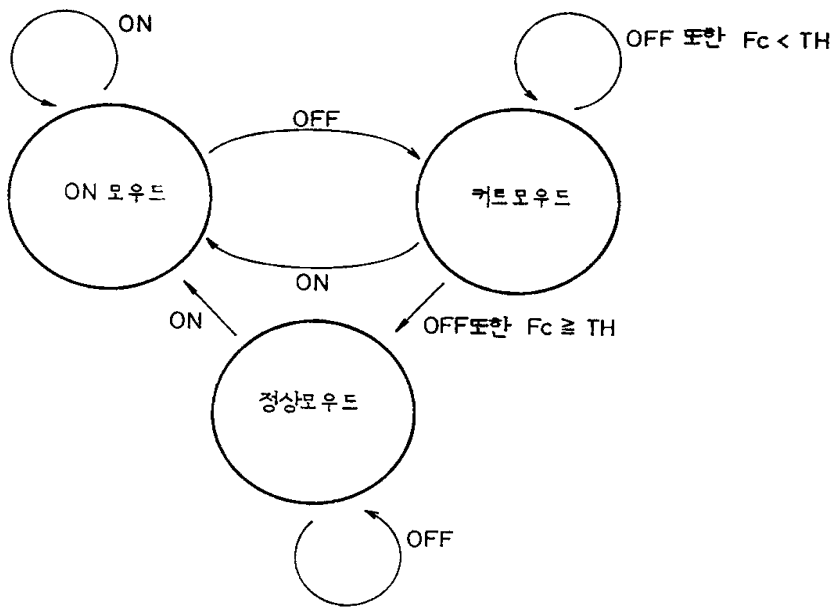 ON
OFF 또한 Fc < TH
OFF
ON 모우드
커트모우드
ON
ON
OFF또한 Fc ≧ TH
정상모우드
OFF